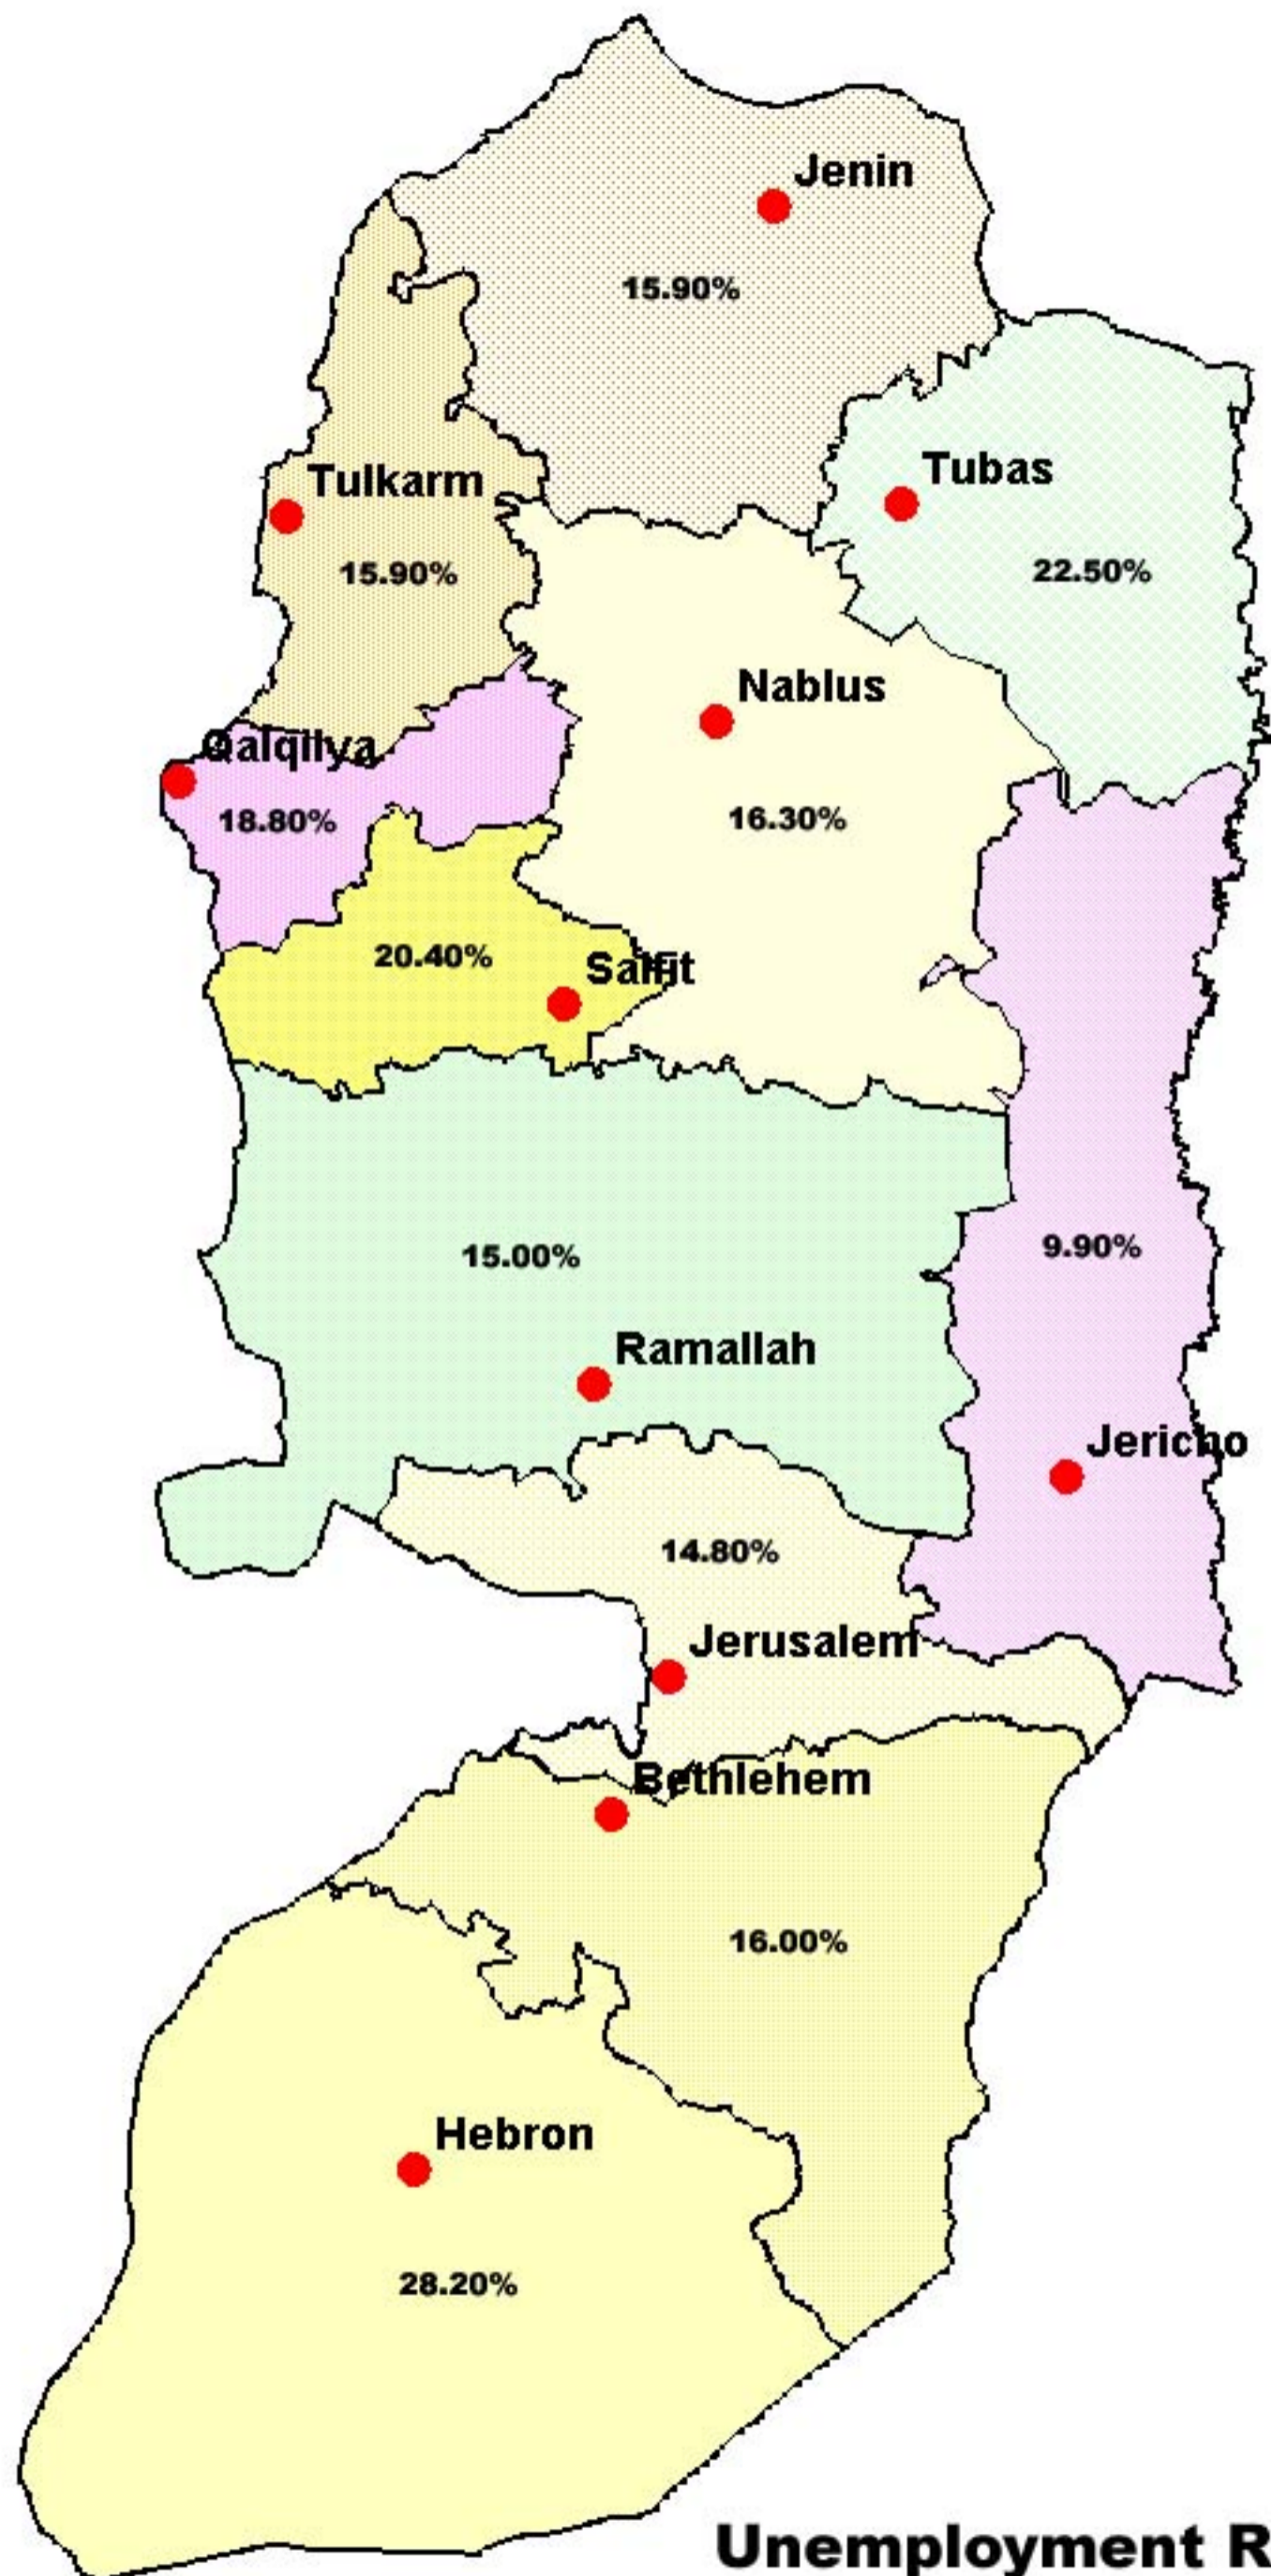 Jenin
15.90%
Tubas
Tulkarm
22.50%
15.90%
Nablus
Qalqilya
18.80%
16.30%
20.40%
Salfit
15.00%
9.90%
Ramallah
Jericho
14.80%
Jerusalem
Bethlehem
16.00%
Hebron
28.20%
Unemployment R